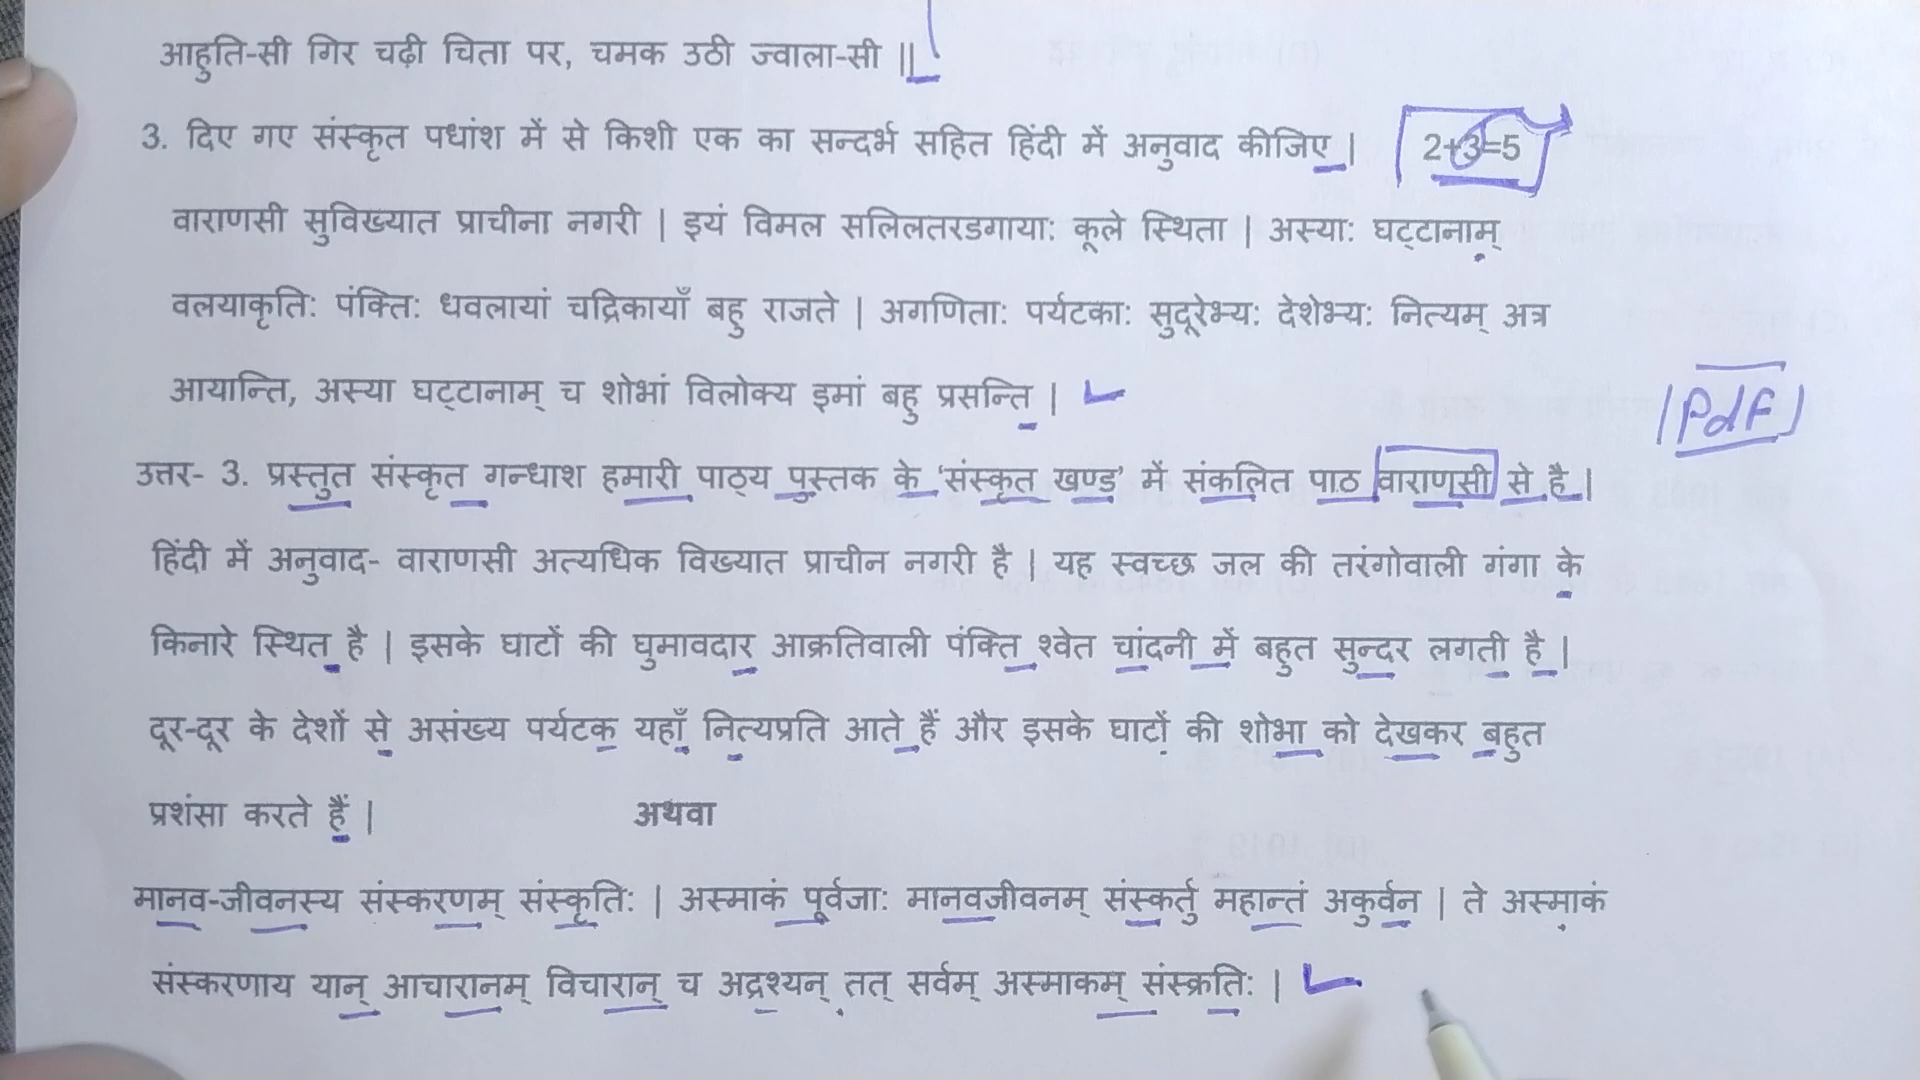 आहुति-सी गिर चढ़ी चिता पर, चमक उठी ज्वाला-सी ||
3. दिए गए संस्कृत पधांश में से किशी एक का सन्दर्भ सहित हिंदी में अनुवाद कीजिए | 2+3=5
वाराणसी सुविख्यात प्राचीना नगरी | इयं विमल सलिलतरडगायाः कूले स्थिता | अस्याः घट्टानाम्
वलयाकृतिः पंक्तिः धवलायां चद्रिकायाँ बहु राजते | अगणिताः पर्यटकाः सुदूरेभ्यः देशेभ्यः नित्यम् अत्र
आयान्ति, अस्या घट्टानाम् च शोभां विलोक्य इमां बहु प्रसन्ति |
Pdf
उत्तर- 3. प्रस्तुत संस्कृत गन्धाश हमारी पाठ्य पुस्तक के 'संस्कृत खण्ड' में संकलित पाठ वाराणसी से है |
हिंदी में अनुवाद- वाराणसी अत्यधिक विख्यात प्राचीन नगरी है | यह स्वच्छ जल की तरंगोवाली गंगा के
किनारे स्थित है | इसके घाटों की घुमावदार आक्रतिवाली पंक्ति श्वेत चांदनी में बहुत सुन्दर लगती है |
दूर-दूर के देशों से असंख्य पर्यटक यहाँ नित्यप्रति आते हैं और इसके घाटों की शोभा को देखकर बहुत
प्रशंसा करते हैं | अथवा
मानव-जीवनस्य संस्करणम् संस्कृतिः | अस्माकं पूर्वजाः मानवजीवनम् संस्कर्तु महान्तं अकुर्वन | ते अस्माकं
संस्करणाय यान् आचारानम् विचारान् च अद्रश्यन् तत् सर्वम् अस्माकम् संस्क्रतिः |